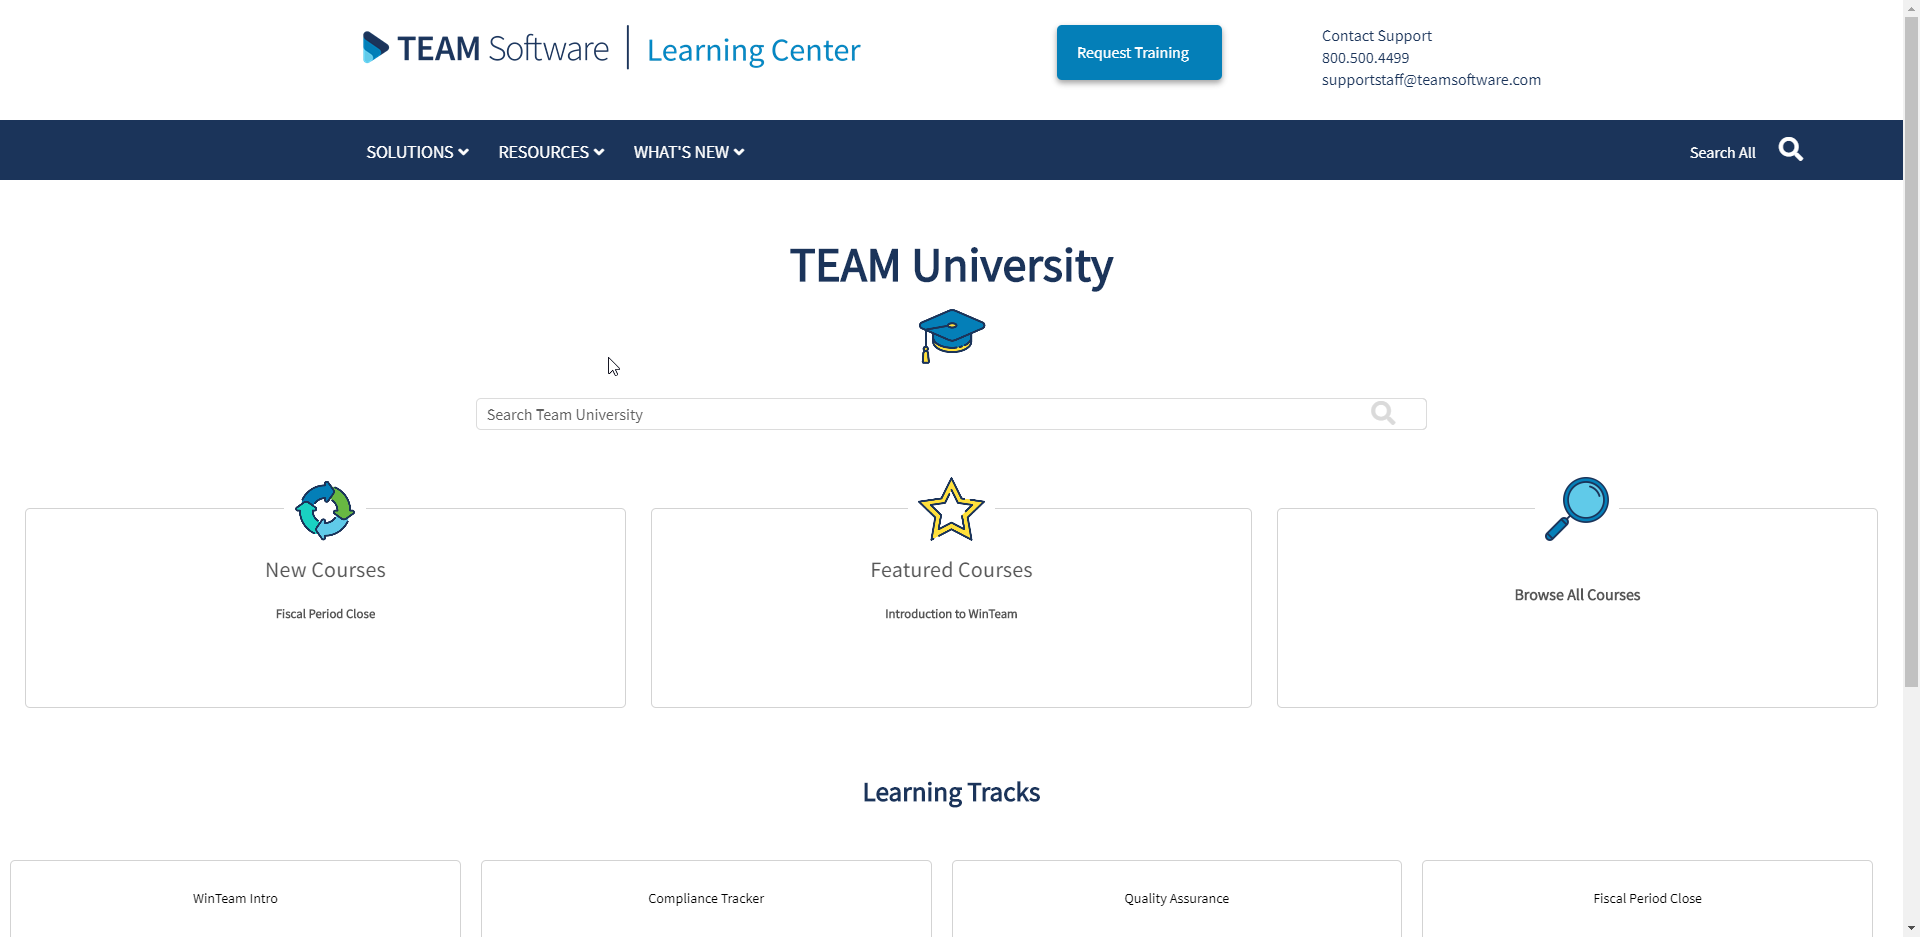 TEAM Software | Learning Center
Request Training
Contact Support
800.500.4499
supportstaff@teamsoftware.com
SOLUTIONS
RESOURCES
WHAT'S NEW
Search All
TEAM University
Search Team University
New Courses
Fiscal Period Close
Featured Courses
Introduction to WinTeam
Browse All Courses
Learning Tracks
WinTeam Intro
Compliance Tracker
Quality Assurance
Fiscal Period Close